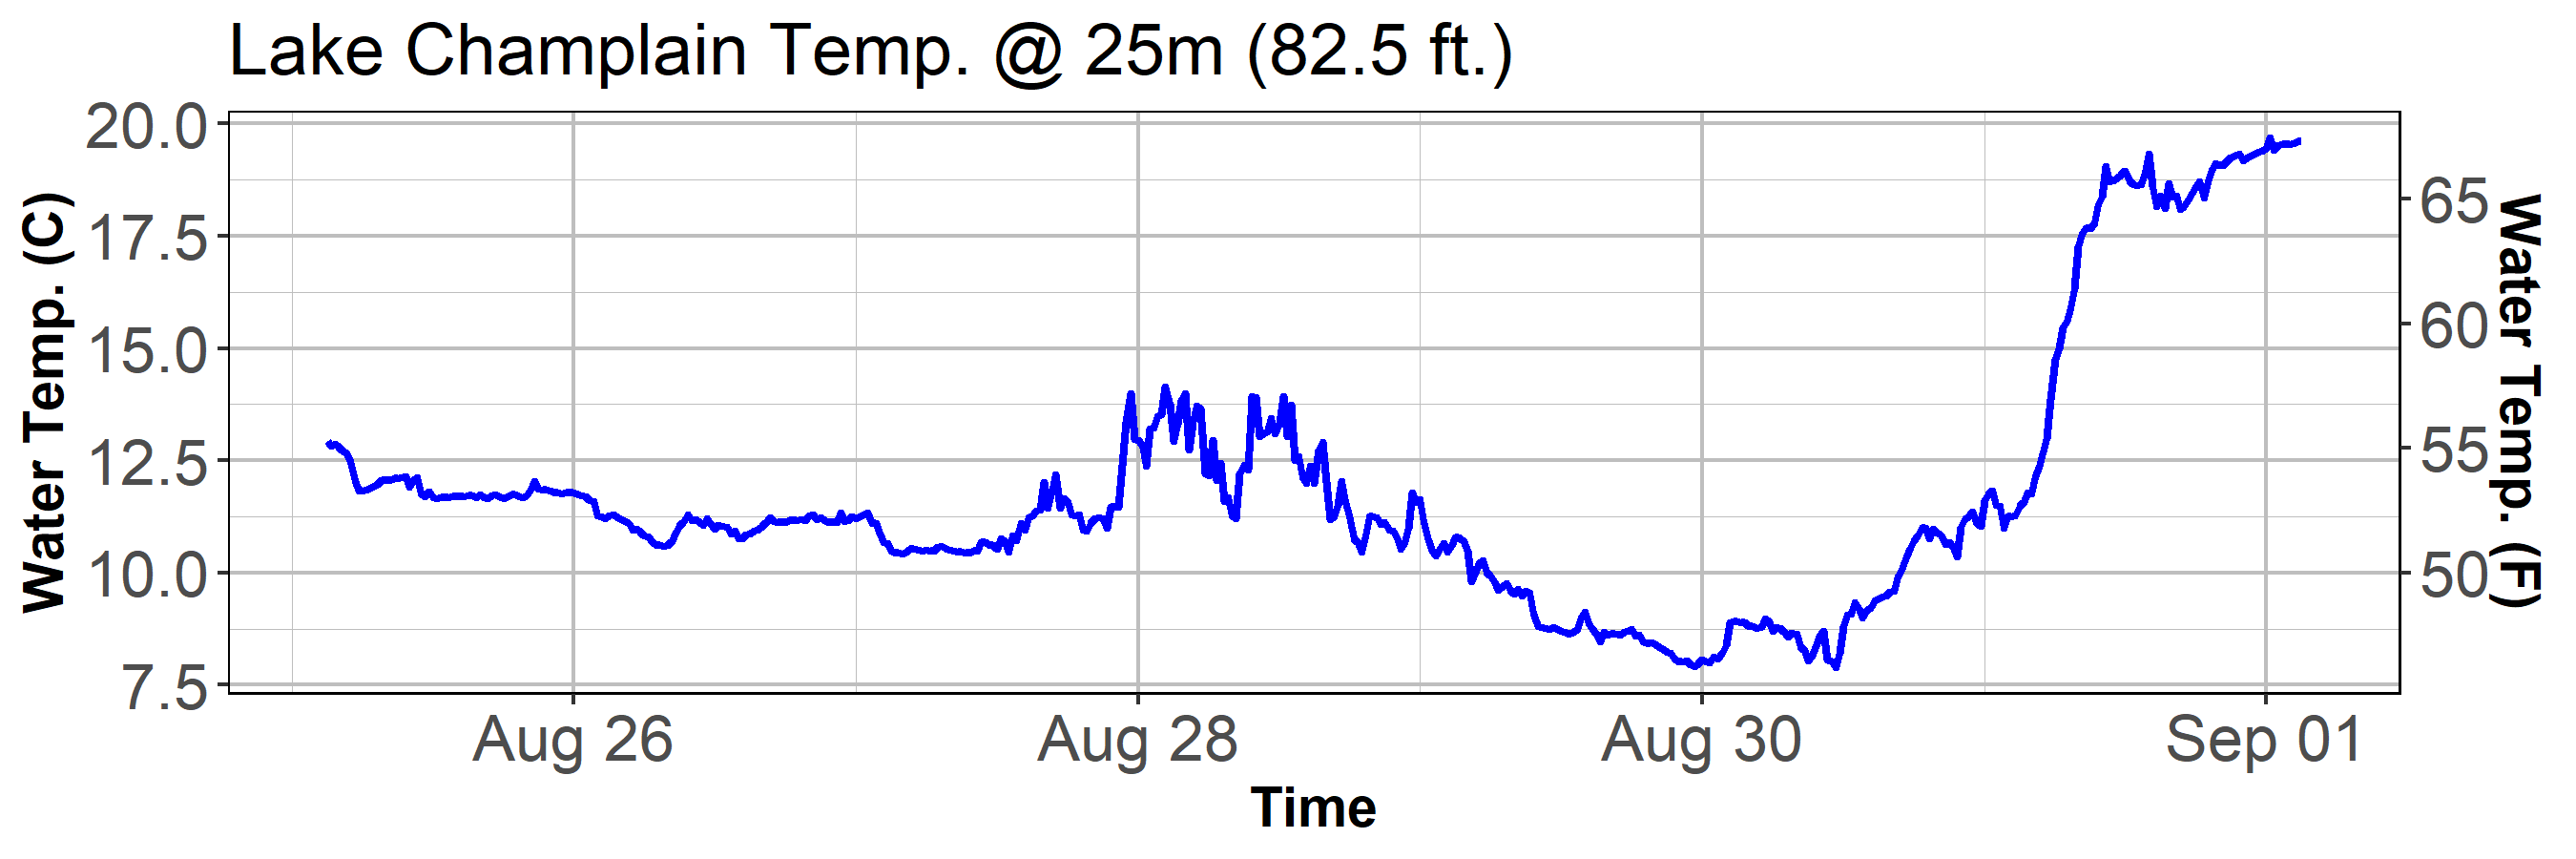 Lake Champlain Temp. @ 25m (82.5 ft.)
20.0
17.5
15.0
12.5
10.0
7.5
Water Temp. (C)
65
60
55
50
Water Temp. (F)
Aug 26 Aug 28 Aug 30 Sep 01
Time